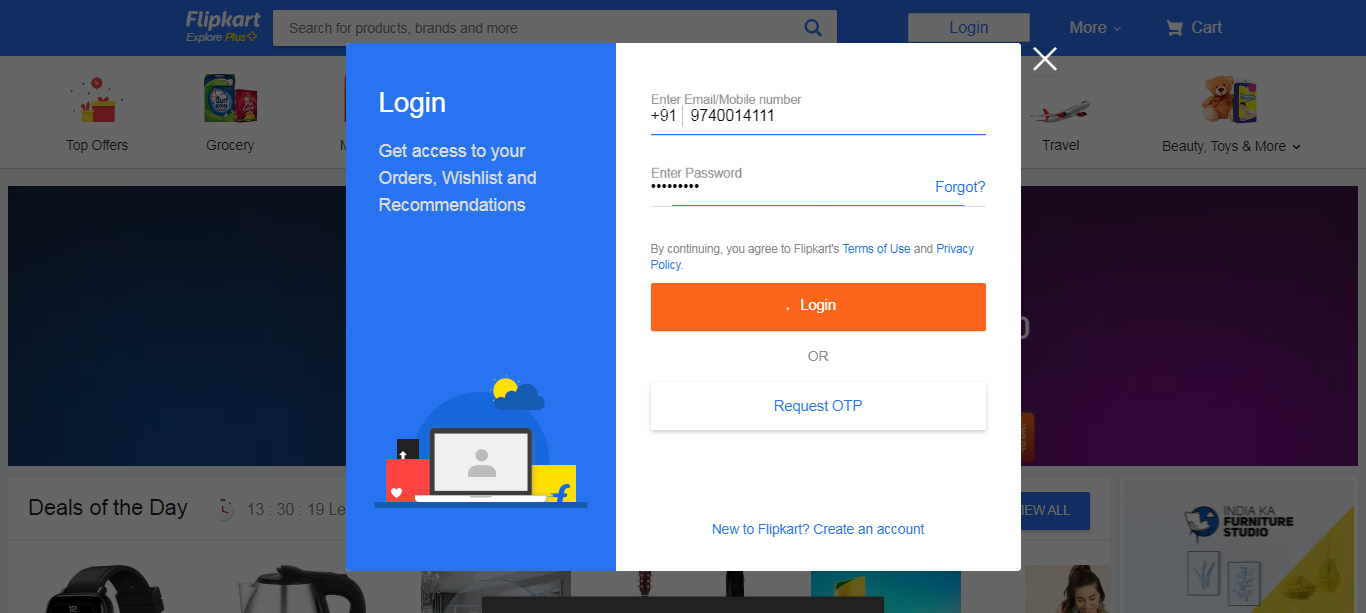 Flipkart
Explore Plus
Search for products, brands and more
Login
More
Cart
Top Offers
Grocery
Travel
Beauty, Toys & More
Login
Get access to your
Orders, Wishlist and
Recommendations
Enter Email/Mobile number
+91 9740014111
Enter Password
•••••••••
Forgot?
By continuing, you agree to Flipkart's Terms of Use and Privacy
Policy.
Login
OR
Request OTP
New to Flipkart? Create an account
Deals of the Day
13 : 30 : 19 Le
IEW ALL
INDIA KA
FURNITURE
STUDIO